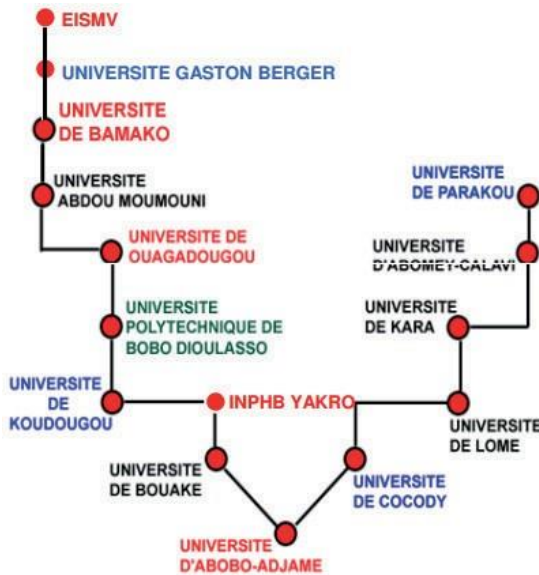 EISMV
UNIVERSITE GASTON BERGER
UNIVERSITE
DE BAMAKO
UNIVERSITE
ABDOU MOUMOUNI
UNIVERSITE
DE PARAKOU
UNIVERSITE DE
OUAGADOUGOU
UNIVERSITE
D'ABOMEY-CALAVI
UNIVERSITE
POLYTECHNIQUE DE
BOBO DIOULASSO
UNIVERSITE
DE KARA
UNIVERSITE
DE
KOUDOUGOU
INPHB YAKRO
UNIVERSITE
DE LOME
UNIVERSITE
DE BOUAKE
UNIVERSITE
DE COCODY
UNIVERSITE
D'ABOBO-ADJAME